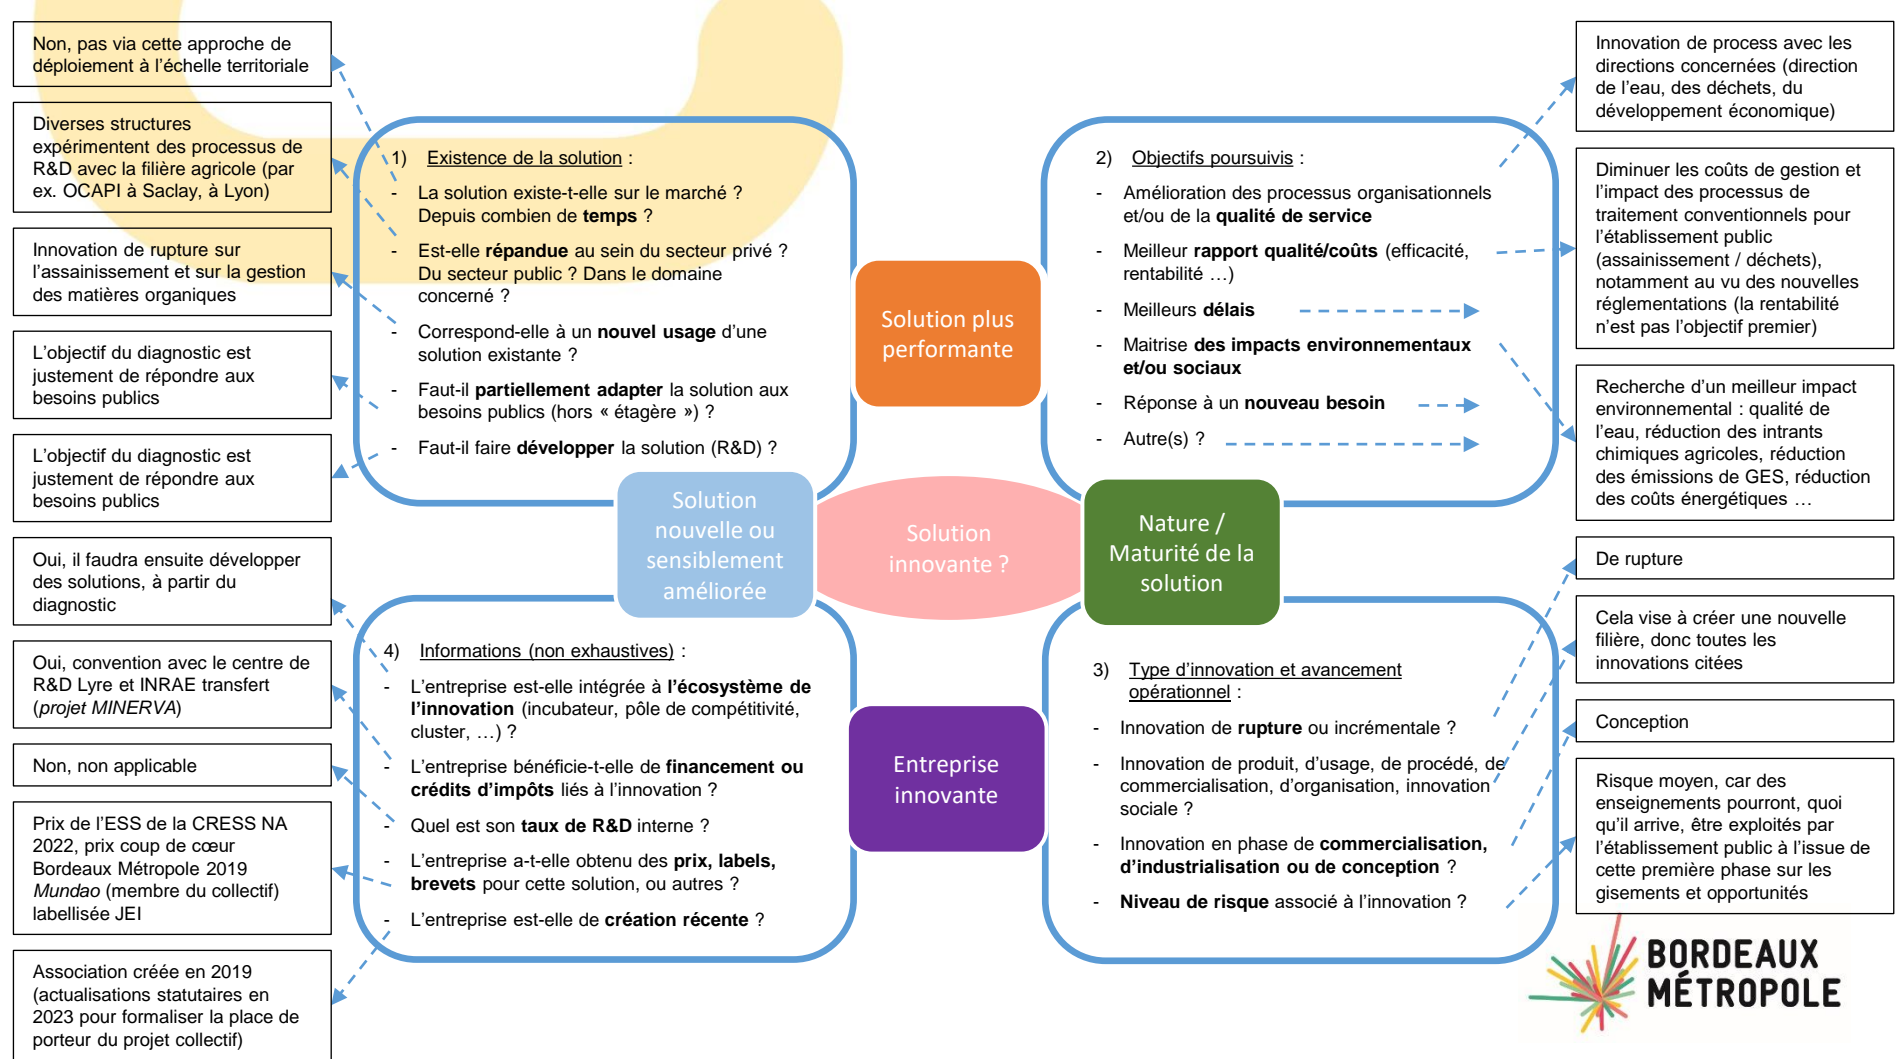 Non, pas via cette approche de
déploiement à l'échelle territoriale
Diverses structures
expérimentent des processus de
R&D avec la filière agricole (par
ex. OCAPI à Saclay, à Lyon)
Innovation de rupture sur
l'assainissement et sur la gestion
des matières organiques
L'objectif du diagnostic est
justement de répondre aux
besoins publics
L'objectif du diagnostic est
justement de répondre aux
besoins publics
Oui, il faudra ensuite développer
des solutions, à partir du
diagnostic
Oui, convention avec le centre de
R&D Lyre et INRAE transfert
(projet MINERVA)
Non, non applicable
Prix de l'ESS de la CRESS NA
2022, prix coup de cœur
Bordeaux Métropole 2019
Mundao (membre du collectif)
labellisée JEI
Association créée en 2019
(actualisations statutaires en
2023 pour formaliser la place de
porteur du projet collectif)
1) Existence de la solution :
- La solution existe-t-elle sur le marché ?
Depuis combien de temps ?
- Est-elle répandue au sein du secteur privé ?
Du secteur public ? Dans le domaine
concerné ?
- Correspond-elle à un nouvel usage d'une
solution existante ?
- Faut-il partiellement adapter la solution aux
besoins publics (hors « étagère ») ?
- Faut-il faire développer la solution (R&D) ?
Solution plus
performante
2) Objectifs poursuivis :
- Amélioration des processus organisationnels
et/ou de la qualité de service
- Meilleur rapport qualité/coûts (efficacité,
rentabilité …)
- Meilleurs délais
- Maitrise des impacts environnementaux
et/ou sociaux
- Réponse à un nouveau besoin
- Autre(s) ?
Solution
nouvelle ou
sensiblement
améliorée
Solution
innovante ?
Nature /
Maturité de la
solution
4) Informations (non exhaustives) :
- L'entreprise est-elle intégrée à l'écosystème de
l'innovation (incubateur, pôle de compétitivité,
cluster, …) ?
- L'entreprise bénéficie-t-elle de financement ou
crédits d'impôts liés à l'innovation ?
- Quel est son taux de R&D interne ?
- L'entreprise a-t-elle obtenu des prix, labels,
brevets pour cette solution, ou autres ?
- L'entreprise est-elle de création récente ?
Entreprise
innovante
3) Type d'innovation et avancement
opérationnel :
- Innovation de rupture ou incrémentale ?
- Innovation de produit, d'usage, de procédé, de
commercialisation, d'organisation, innovation
sociale ?
- Innovation en phase de commercialisation,
d'industrialisation ou de conception ?
- Niveau de risque associé à l'innovation ?
Innovation de process avec les
directions concernées (direction
de l'eau, des déchets, du
développement économique)
Diminuer les coûts de gestion et
l'impact des processus de
traitement conventionnels pour
l'établissement public
(assainissement / déchets),
notamment au vu des nouvelles
réglementations (la rentabilité
n'est pas l'objectif premier)
Recherche d'un meilleur impact
environnemental : qualité de
l'eau, réduction des intrants
chimiques agricoles, réduction
des émissions de GES, réduction
des coûts énergétiques …
De rupture
Cela vise à créer une nouvelle
filière, donc toutes les
innovations citées
Conception
Risque moyen, car des
enseignements pourront, quoi
qu'il arrive, être exploités par
l'établissement public à l'issue de
cette première phase sur les
gisements et opportunités
BORDEAUX
MÉTROPOLE